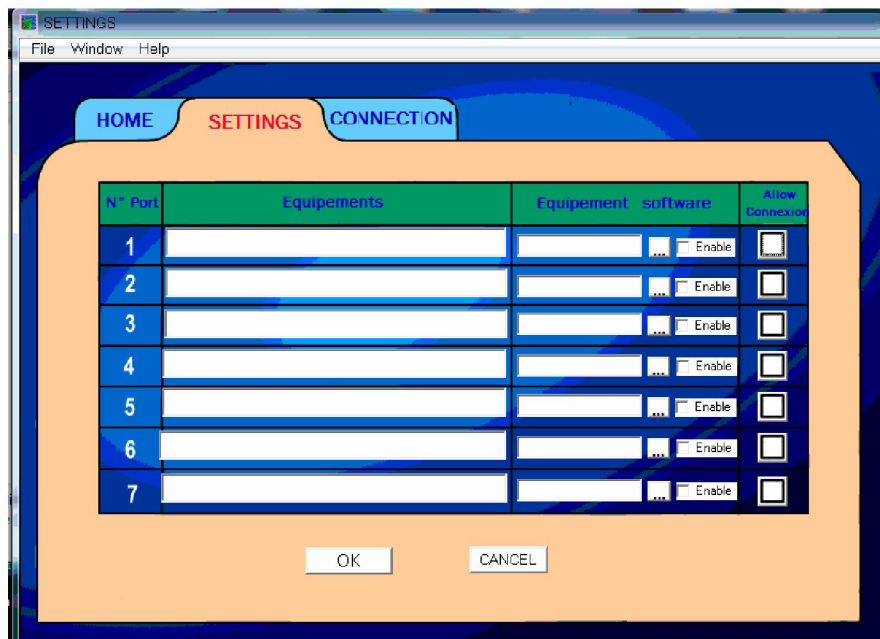 SETTINGS
File Window Help
HOME SETTINGS CONNECTION
N° Port Equipements Equipement software Allow Connexion
1 ... Enable
2 ... Enable
3 ... Enable
4 ... Enable
5 ... Enable
6 ... Enable
7 ... Enable
OK CANCEL